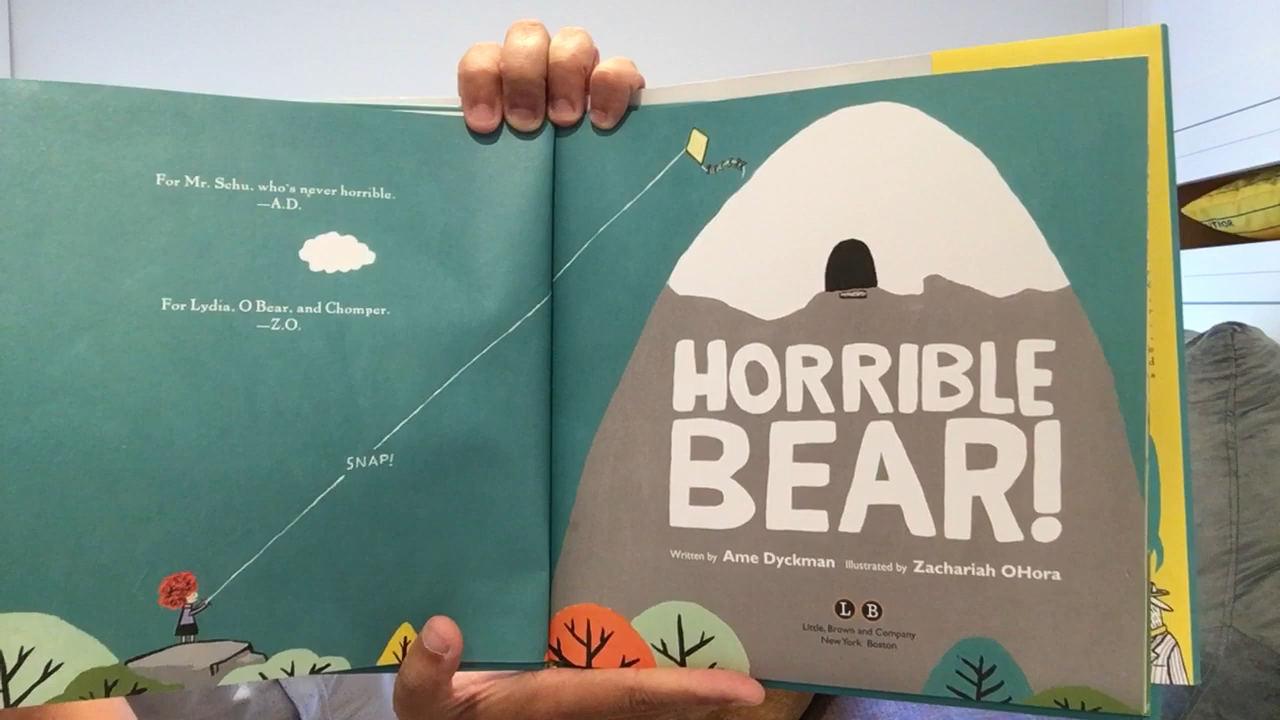 For Mr. Schu, who's never horrible.
—A.D.
For Lydia, O Bear, and Chomper.
—Z.O.
SNAP!
HORRIBLE
BEAR!
Written by Ame Dyckman Illustrated by Zachariah OHora
L B
Little, Brown and Company
New York Boston